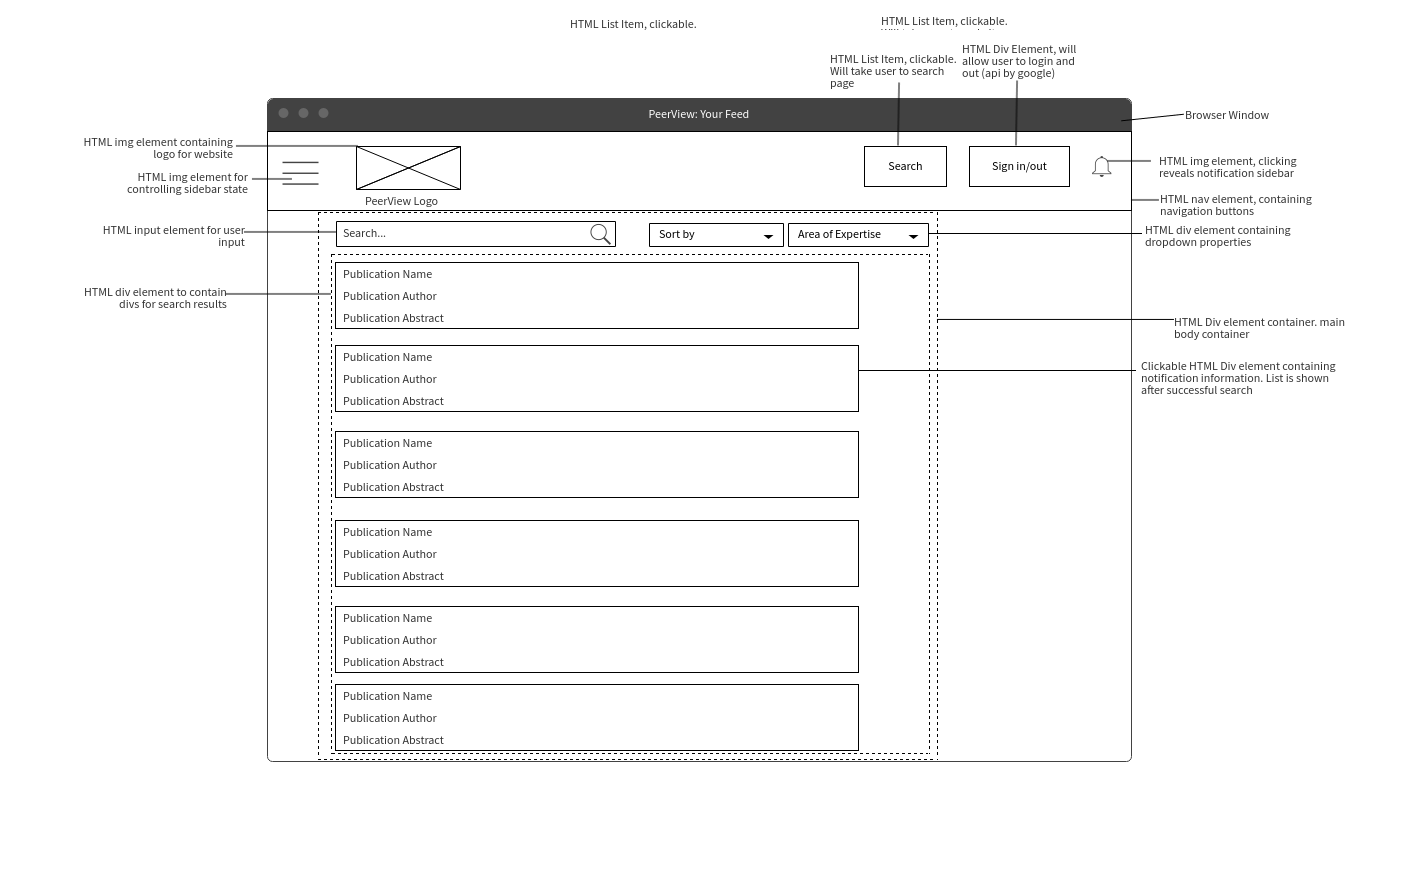 HTML List Item, clickable.
HTML List Item, clickable.
HTML List Item, clickable.
Will take user to search
page
HTML Div Element, will
allow user to login and
out (api by google)
PeerView: Your Feed
Browser Window
HTML img element containing
logo for website
HTML img element for
controlling sidebar state
PeerView Logo
Search
Sign in/out
HTML img element, clicking
reveals notification sidebar
HTML nav element, containing
navigation buttons
HTML input element for user
input
Search...
Sort by
Area of Expertise
HTML div element containing
dropdown properties
HTML div element to contain
divs for search results
Publication Name
Publication Author
Publication Abstract
HTML Div element container. main
body container
Publication Name
Publication Author
Publication Abstract
Clickable HTML Div element containing
notification information. List is shown
after successful search
Publication Name
Publication Author
Publication Abstract
Publication Name
Publication Author
Publication Abstract
Publication Name
Publication Author
Publication Abstract
Publication Name
Publication Author
Publication Abstract